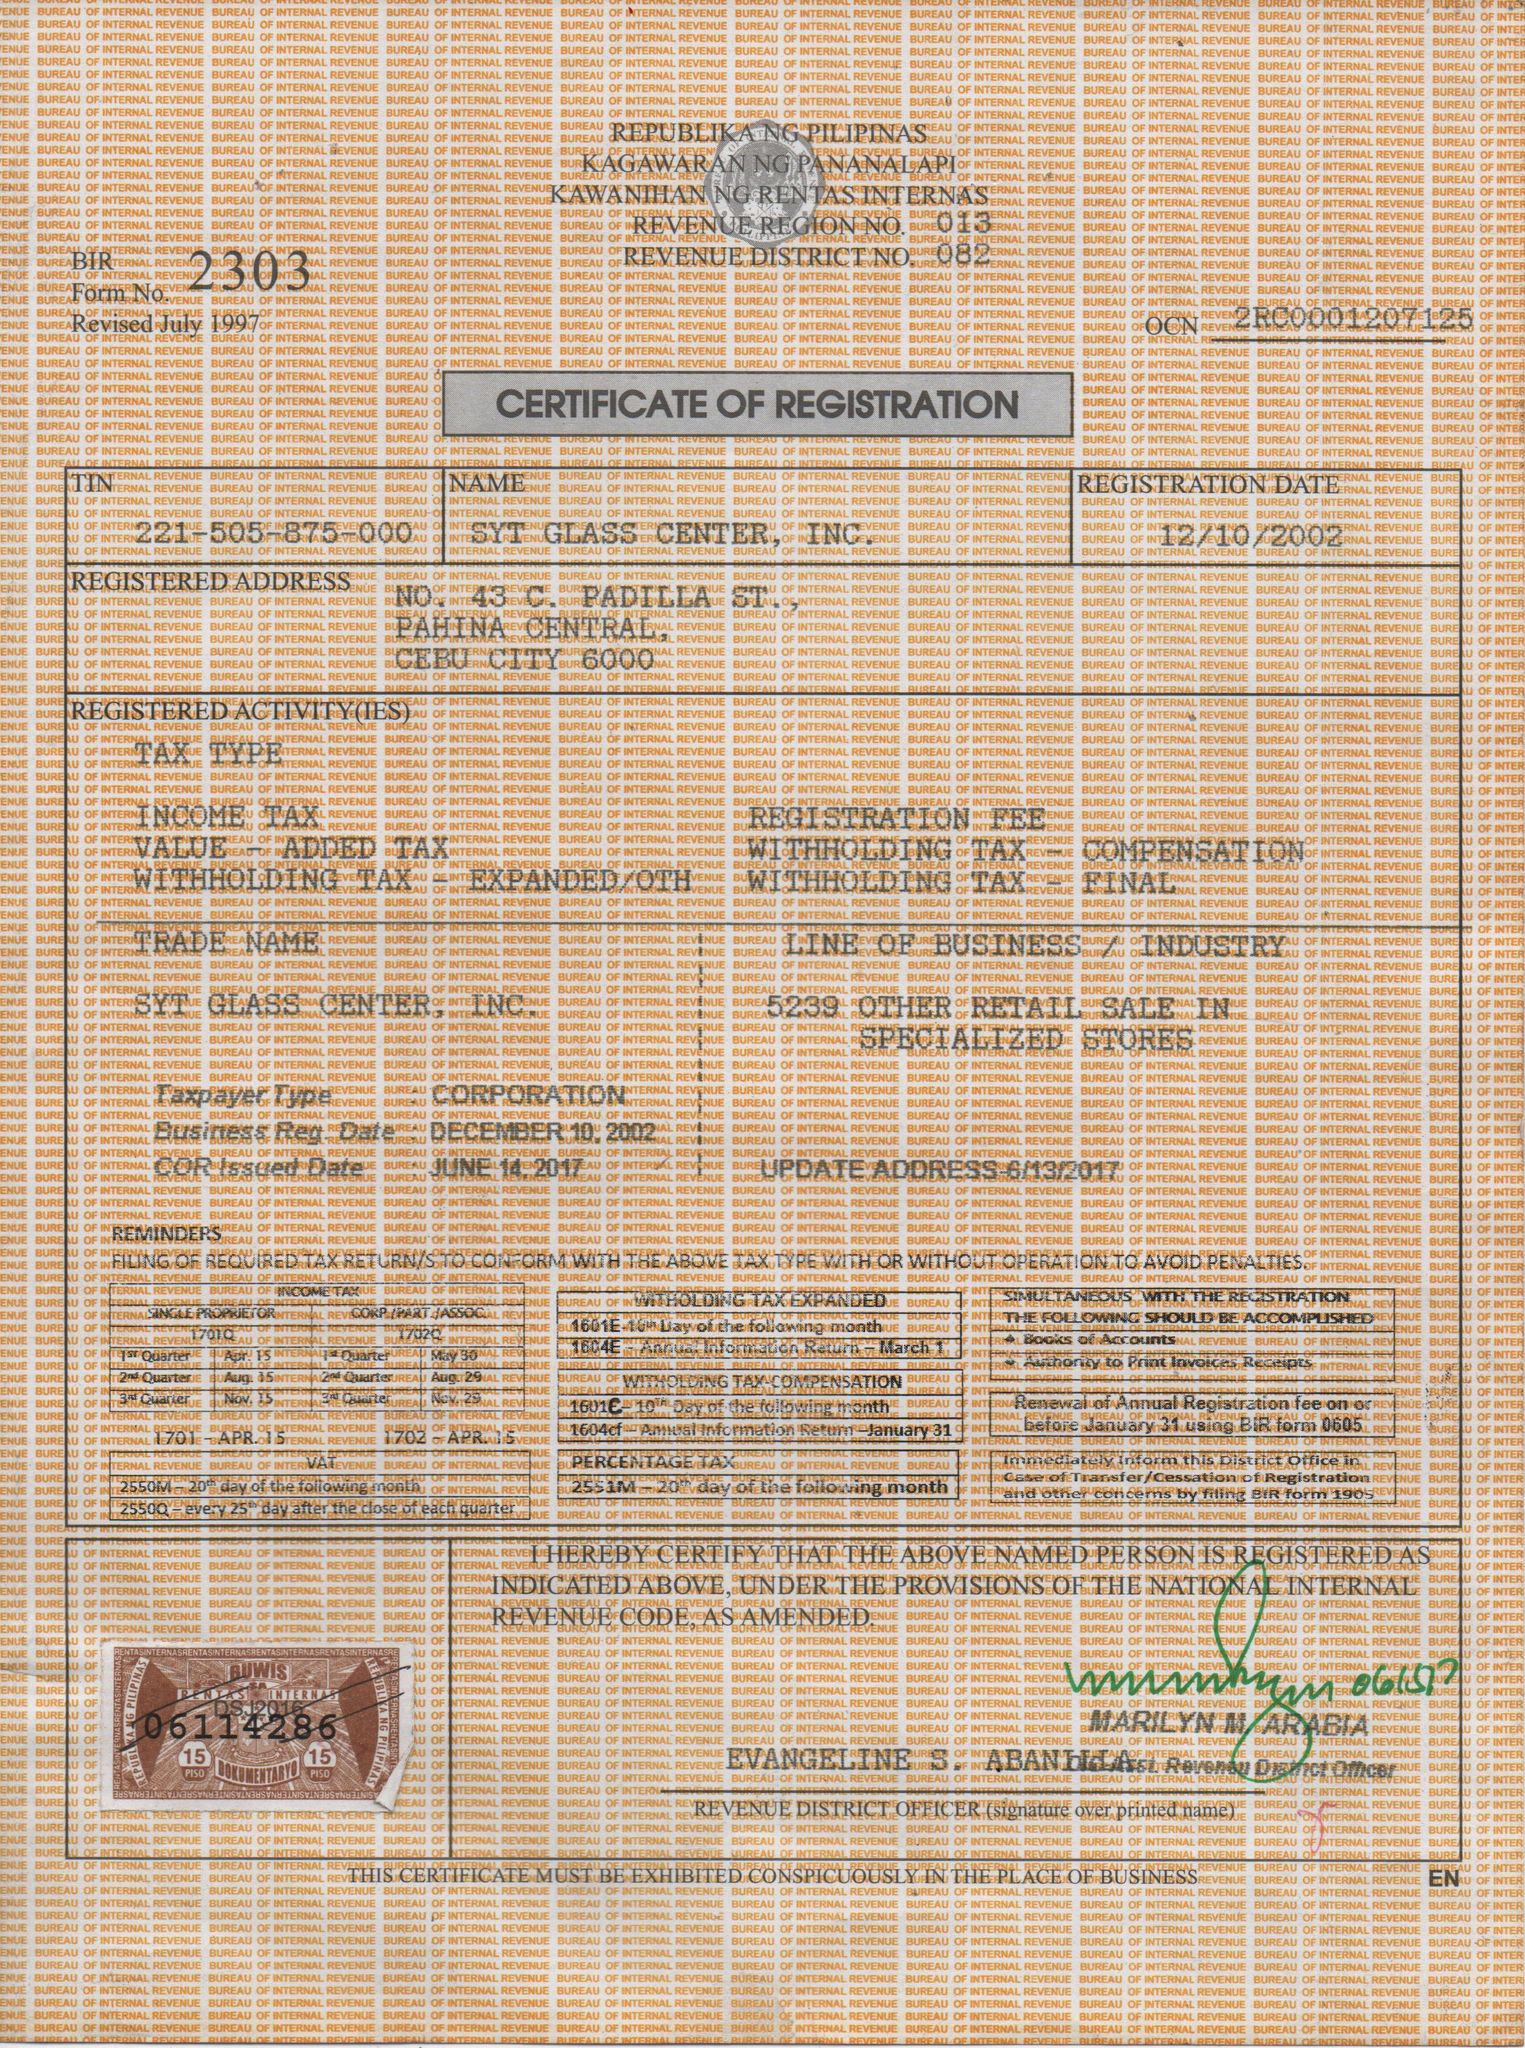 REPUBLIKA NG PILIPINAS
KAGAWARAN NG PANANALAPI
KAWANIHAN NG RENTAS INTERNAS
REVENUE REGION NO. 013
REVENUE DISTRICT NO. 082
BIR
Form No. 2303
Revised July 1997
OCN 2RC0001207125
CERTIFICATE OF REGISTRATION
TIN NAME REGISTRATION DATE
221-505-875-000 SYT GLASS CENTER, INC. 12/10/2002
REGISTERED ADDRESS
NO. 43 C. PADILLA ST.,
PAHINA CENTRAL,
CEBU CITY 6000
REGISTERED ACTIVITY(IES)
TAX TYPE
INCOME TAX REGISTRATION FEE
VALUE - ADDED TAX WITHHOLDING TAX - COMPENSATION
WITHHOLDING TAX - EXPANDED/OTH WITHHOLDING TAX - FINAL
TRADE NAME LINE OF BUSINESS / INDUSTRY
SYT GLASS CENTER, INC. 5239 OTHER RETAIL SALE IN
SPECIALIZED STORES
Taxpayer Type : CORPORATION
Business Reg. Date : DECEMBER 10, 2002
COR Issued Date : JUNE 14, 2017 UPDATE ADDRESS-6/13/2017
REMINDERS
FILING OF REQUIRED TAX RETURN/S TO CONFORM WITH THE ABOVE TAX TYPE WITH OR WITHOUT OPERATION TO AVOID PENALTIES.
INCOME TAX
SINGLE PROPRIETOR CORP./PART./ASSOC.
1701Q 1702Q
1st Quarter Apr. 15 1st Quarter May 30
2nd Quarter Aug. 15 2nd Quarter Aug. 29
3rd Quarter Nov. 15 3rd Quarter Nov. 29
1701 - APR. 15 1702 - APR. 15
VAT
2550M – 20th day of the following month
2550Q – every 25th day after the close of each quarter
WITHOLDING TAX EXPANDED
1601E- 10th Day of the following month
1604E - Annual Information Return – March 1
WITHOLDING TAX COMPENSATION
1601C – 10th Day of the following month
1604cf – Annual Information Return –January 31
PERCENTAGE TAX
2551M – 20th day of the following month
SIMULTANEOUS WITH THE REGISTRATION
THE FOLLOWING SHOULD BE ACCOMPLISHED
Books of Accounts
Authority to Print Invoices Receipts
Renewal of Annual Registration fee on or
before January 31 using BIR form 0605
Immediately Inform this District Office in
Case of Transfer/Cessation of Registration
and other concerns by filing BIR form 1905
I HEREBY CERTIFY THAT THE ABOVE NAMED PERSON IS REGISTERED AS
INDICATED ABOVE, UNDER THE PROVISIONS OF THE NATIONAL INTERNAL
REVENUE CODE, AS AMENDED.
BUWIS
SA
RENTAS INTERNAS
DSJ2016
06114286
15 PISO 15 PISO
DOKUMENTARYO
REPUBLIKA NG PILIPINAS
REPUBLIKA NG PILIPINAS
MARILYN M. ARABIA
EVANGELINE S. ABANILLA
Asst. Revenue District Officer
REVENUE DISTRICT OFFICER (signature over printed name)
THIS CERTIFICATE MUST BE EXHIBITED CONSPICUOUSLY IN THE PLACE OF BUSINESS
EN